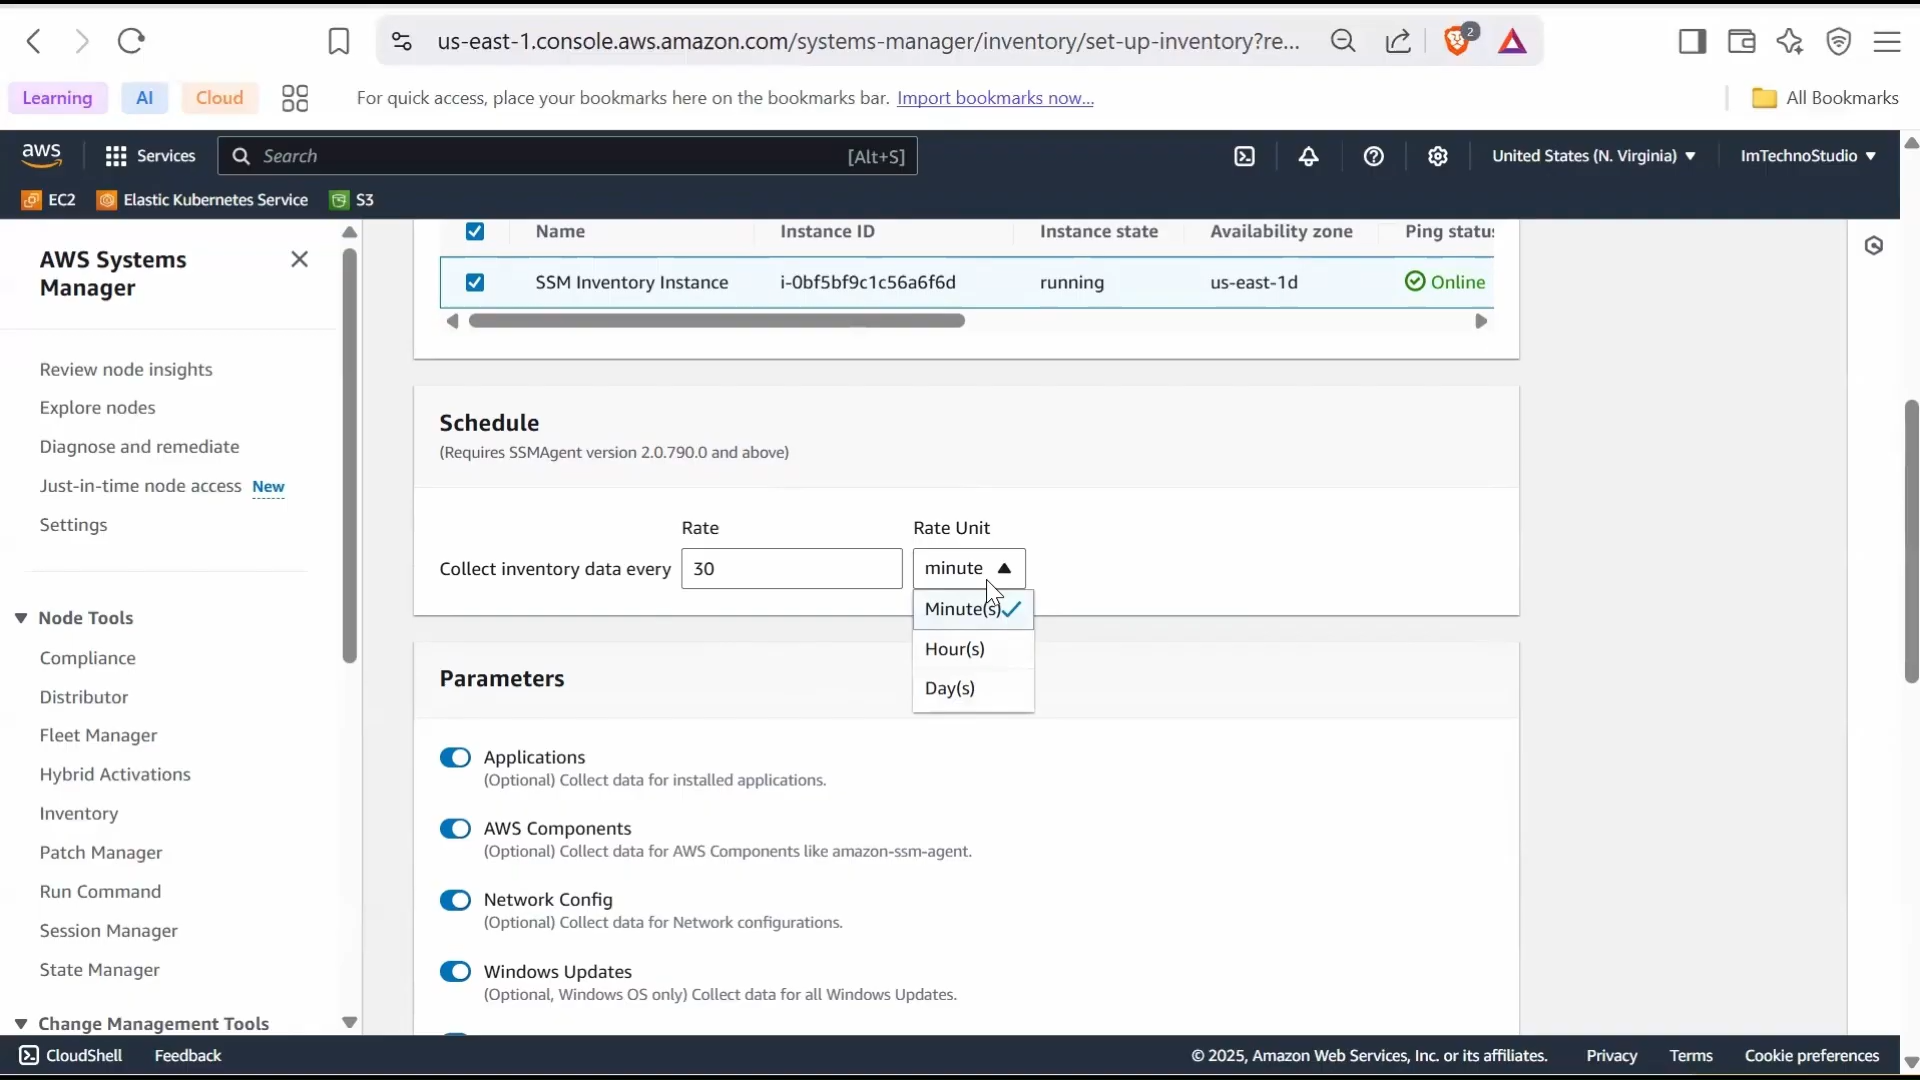 us-east-1.console.aws.amazon.com/systems-manager/inventory/set-up-inventory?re...
2
Learning
AI
Cloud
For quick access, place your bookmarks here on the bookmarks bar. Import bookmarks now...
All Bookmarks
aws
Services
Search
[Alt+S]
United States (N. Virginia)
ImTechnoStudio
EC2
Elastic Kubernetes Service
S3
AWS Systems
Manager
Review node insights
Explore nodes
Diagnose and remediate
Just-in-time node access New
Settings
Node Tools
Compliance
Distributor
Fleet Manager
Hybrid Activations
Inventory
Patch Manager
Run Command
Session Manager
State Manager
Change Management Tools
Name Instance ID Instance state Availability zone Ping status
SSM Inventory Instance i-0bf5bf9c1c56a6f6d running us-east-1d Online
Schedule
(Requires SSMAgent version 2.0.790.0 and above)
Rate Rate Unit
Collect inventory data every 30 minute
Minute(s)
Hour(s)
Day(s)
Parameters
Applications
(Optional) Collect data for installed applications.
AWS Components
(Optional) Collect data for AWS Components like amazon-ssm-agent.
Network Config
(Optional) Collect data for Network configurations.
Windows Updates
(Optional, Windows OS only) Collect data for all Windows Updates.
CloudShell
Feedback
© 2025, Amazon Web Services, Inc. or its affiliates.
Privacy
Terms
Cookie preferences